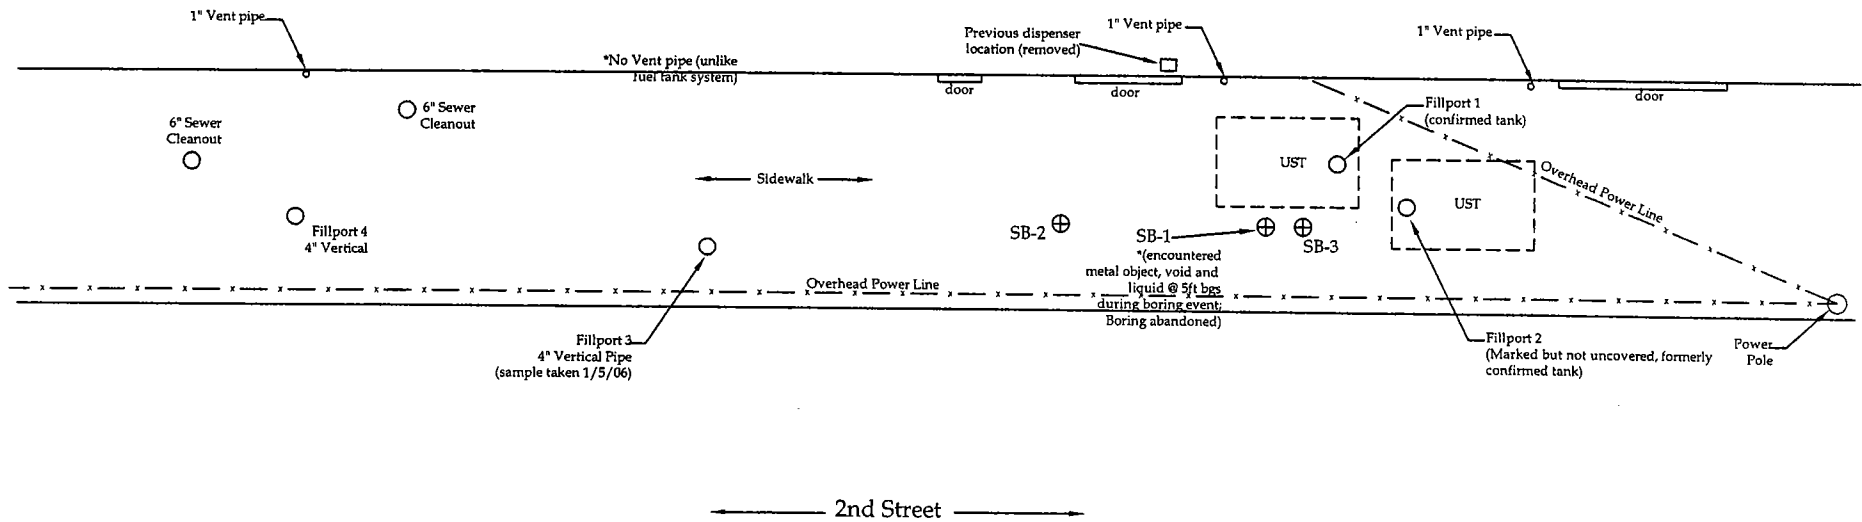 1" Vent pipe
Previous dispenser
location (removed)
1" Vent pipe
1" Vent pipe
*No Vent pipe (unlike
fuel tank system)
door
door
door
6" Sewer
Cleanout
6" Sewer
Cleanout
Fillport 1
(confirmed tank)
UST
UST
Overhead Power Line
Sidewalk
Fillport 4
4" Vertical
SB-2
SB-1
*(encountered
metal object, void and
liquid @ 5ft bgs
during boring event;
Boring abandoned)
SB-3
Overhead Power Line
Fillport 3
4" Vertical Pipe
(sample taken 1/5/06)
Fillport 2
(Marked but not uncovered, formerly
confirmed tank)
Power
Pole
2nd Street